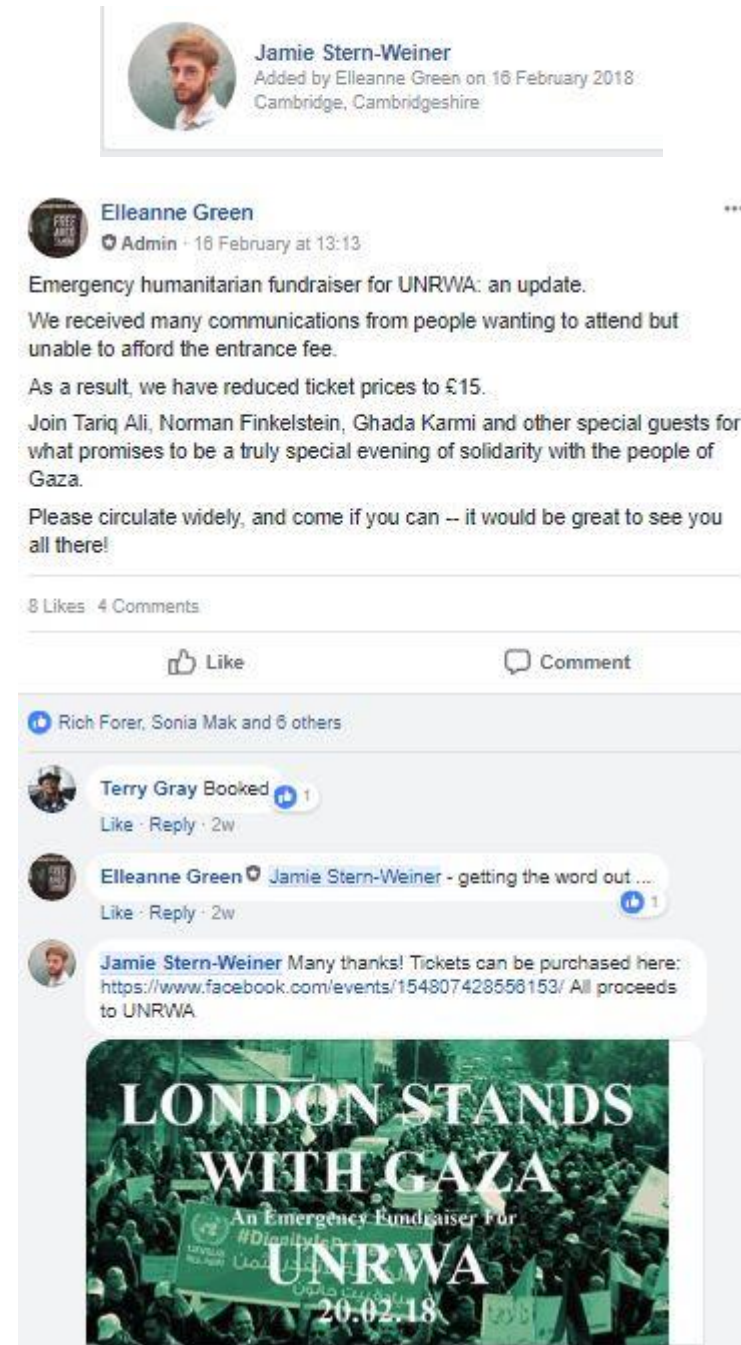 Jamie Stern-Weiner
Added by Elleanne Green on 16 February 2018
Cambridge, Cambridgeshire
FREE
Elleanne Green
Admin · 16 February at 13:13
Emergency humanitarian fundraiser for UNRWA: an update.
We received many communications from people wanting to attend but
unable to afford the entrance fee.
As a result, we have reduced ticket prices to £15.
Join Tariq Ali, Norman Finkelstein, Ghada Karmi and other special guests for
what promises to be a truly special evening of solidarity with the people of
Gaza.
Please circulate widely, and come if you can -- it would be great to see you
all there!
8 Likes 4 Comments
Like Comment
Rich Forer, Sonia Mak and 6 others
Terry Gray Booked 1
Like · Reply · 2w
Elleanne Green Jamie Stern-Weiner - getting the word out ...
1
Like · Reply · 2w
Jamie Stern-Weiner Many thanks! Tickets can be purchased here:
https://www.facebook.com/events/154807428556153/ All proceeds
to UNRWA
LONDON STANDS
WITH GAZA
An Emergency Fundraiser For
UNRWA
20.02.18